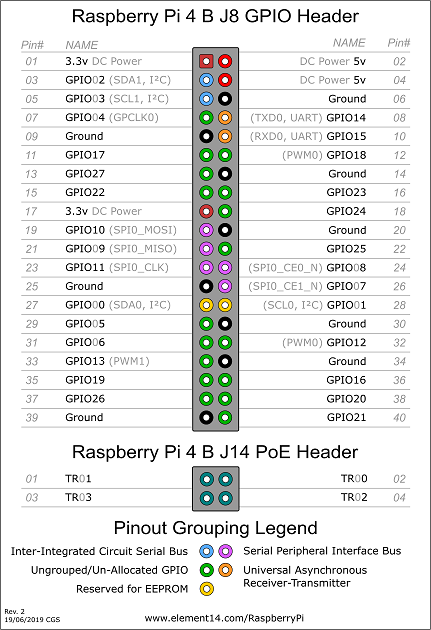 Raspberry Pi 4 B J8 GPIO Header
Pin# NAME NAME Pin#
01 3.3v DC Power DC Power 5v 02
03 GPIO02 (SDA1, I²C) DC Power 5v 04
05 GPIO03 (SCL1, I²C) Ground 06
07 GPIO04 (GPCLK0) (TXD0, UART) GPIO14 08
09 Ground (RXD0, UART) GPIO15 10
11 GPIO17 (PWM0) GPIO18 12
13 GPIO27 Ground 14
15 GPIO22 GPIO23 16
17 3.3v DC Power GPIO24 18
19 GPIO10 (SPI0_MOSI) Ground 20
21 GPIO09 (SPI0_MISO) GPIO25 22
23 GPIO11 (SPI0_CLK) (SPI0_CE0_N) GPIO08 24
25 Ground (SPI0_CE1_N) GPIO07 26
27 GPIO00 (SDA0, I²C) (SCL0, I²C) GPIO01 28
29 GPIO05 Ground 30
31 GPIO06 (PWM0) GPIO12 32
33 GPIO13 (PWM1) Ground 34
35 GPIO19 GPIO16 36
37 GPIO26 GPIO20 38
39 Ground GPIO21 40
Raspberry Pi 4 B J14 PoE Header
01 TR01 TR00 02
03 TR03 TR02 04
Pinout Grouping Legend
Inter-Integrated Circuit Serial Bus Serial Peripheral Interface Bus
Ungrouped/Un-Allocated GPIO Universal Asynchronous
Receiver-Transmitter
Reserved for EEPROM
Rev. 2
19/06/2019 CGS
www.element14.com/RaspberryPi